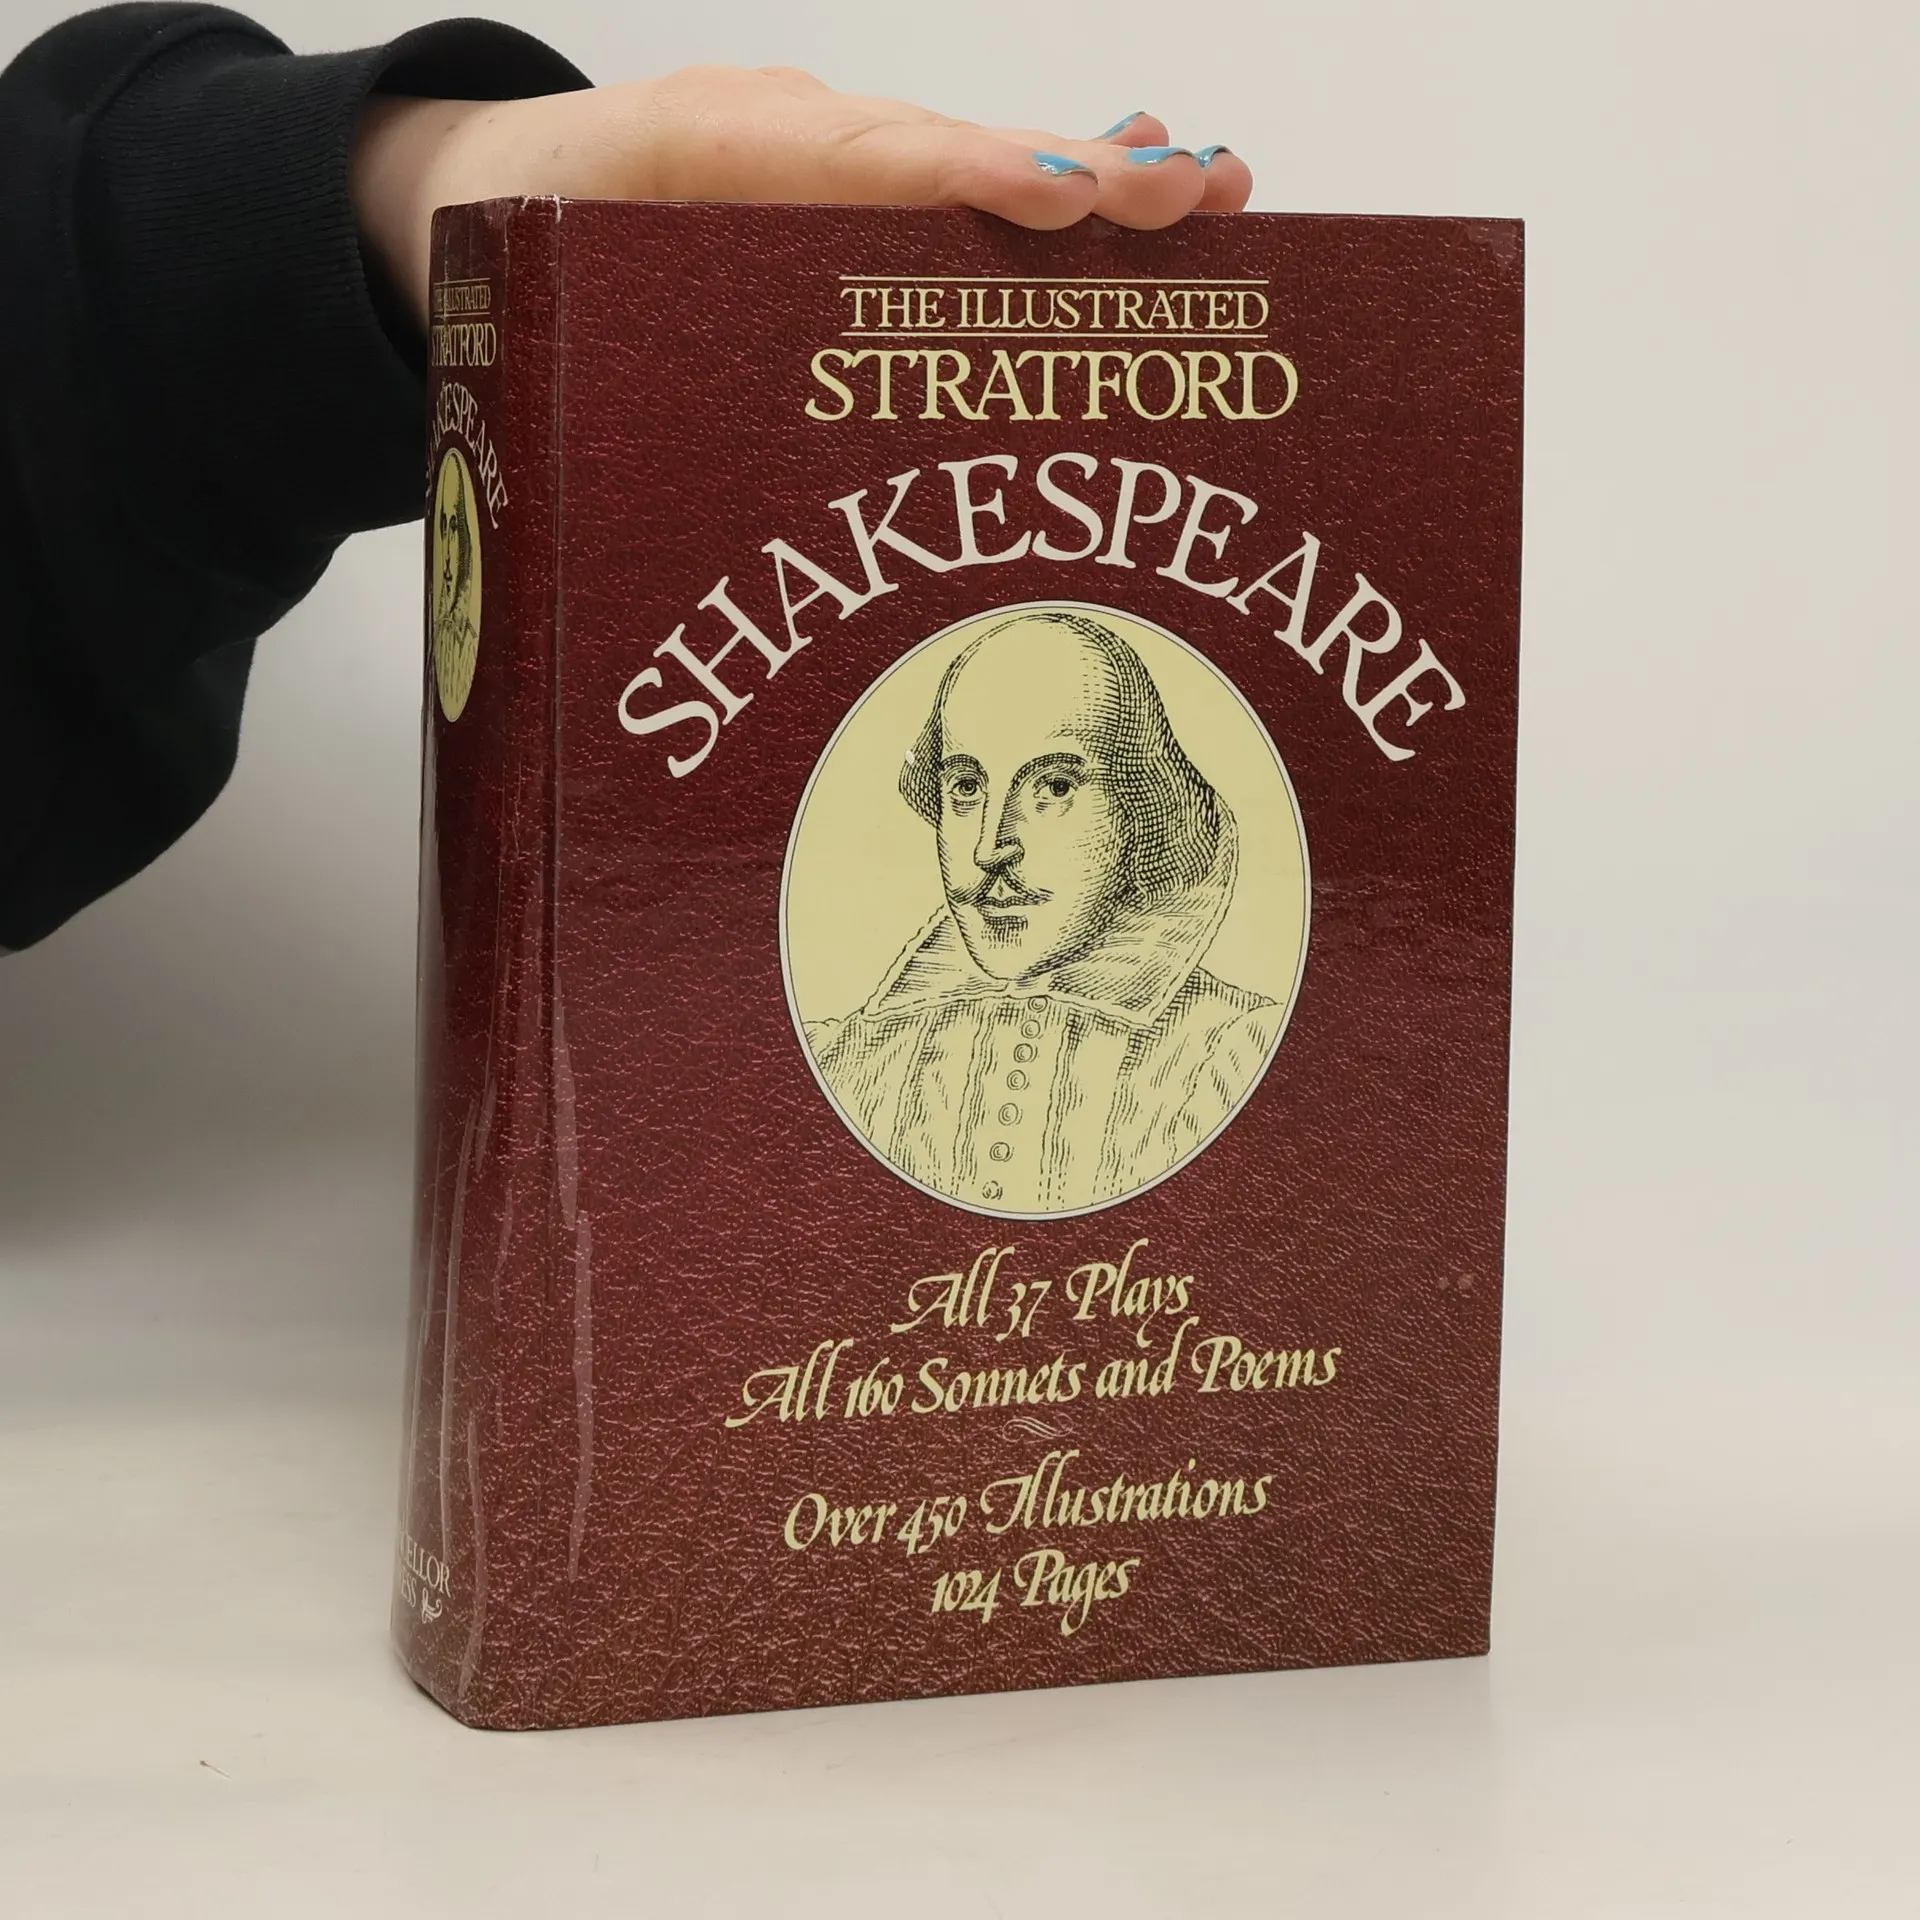 THE ILLUSTRATED
STRATFORD
SHAKESPEARE
All 37 Plays
All 160 Sonnets and Poems
Over 450 Illustrations
1024 Pages
THE ILLUSTRATED
STRATFORD